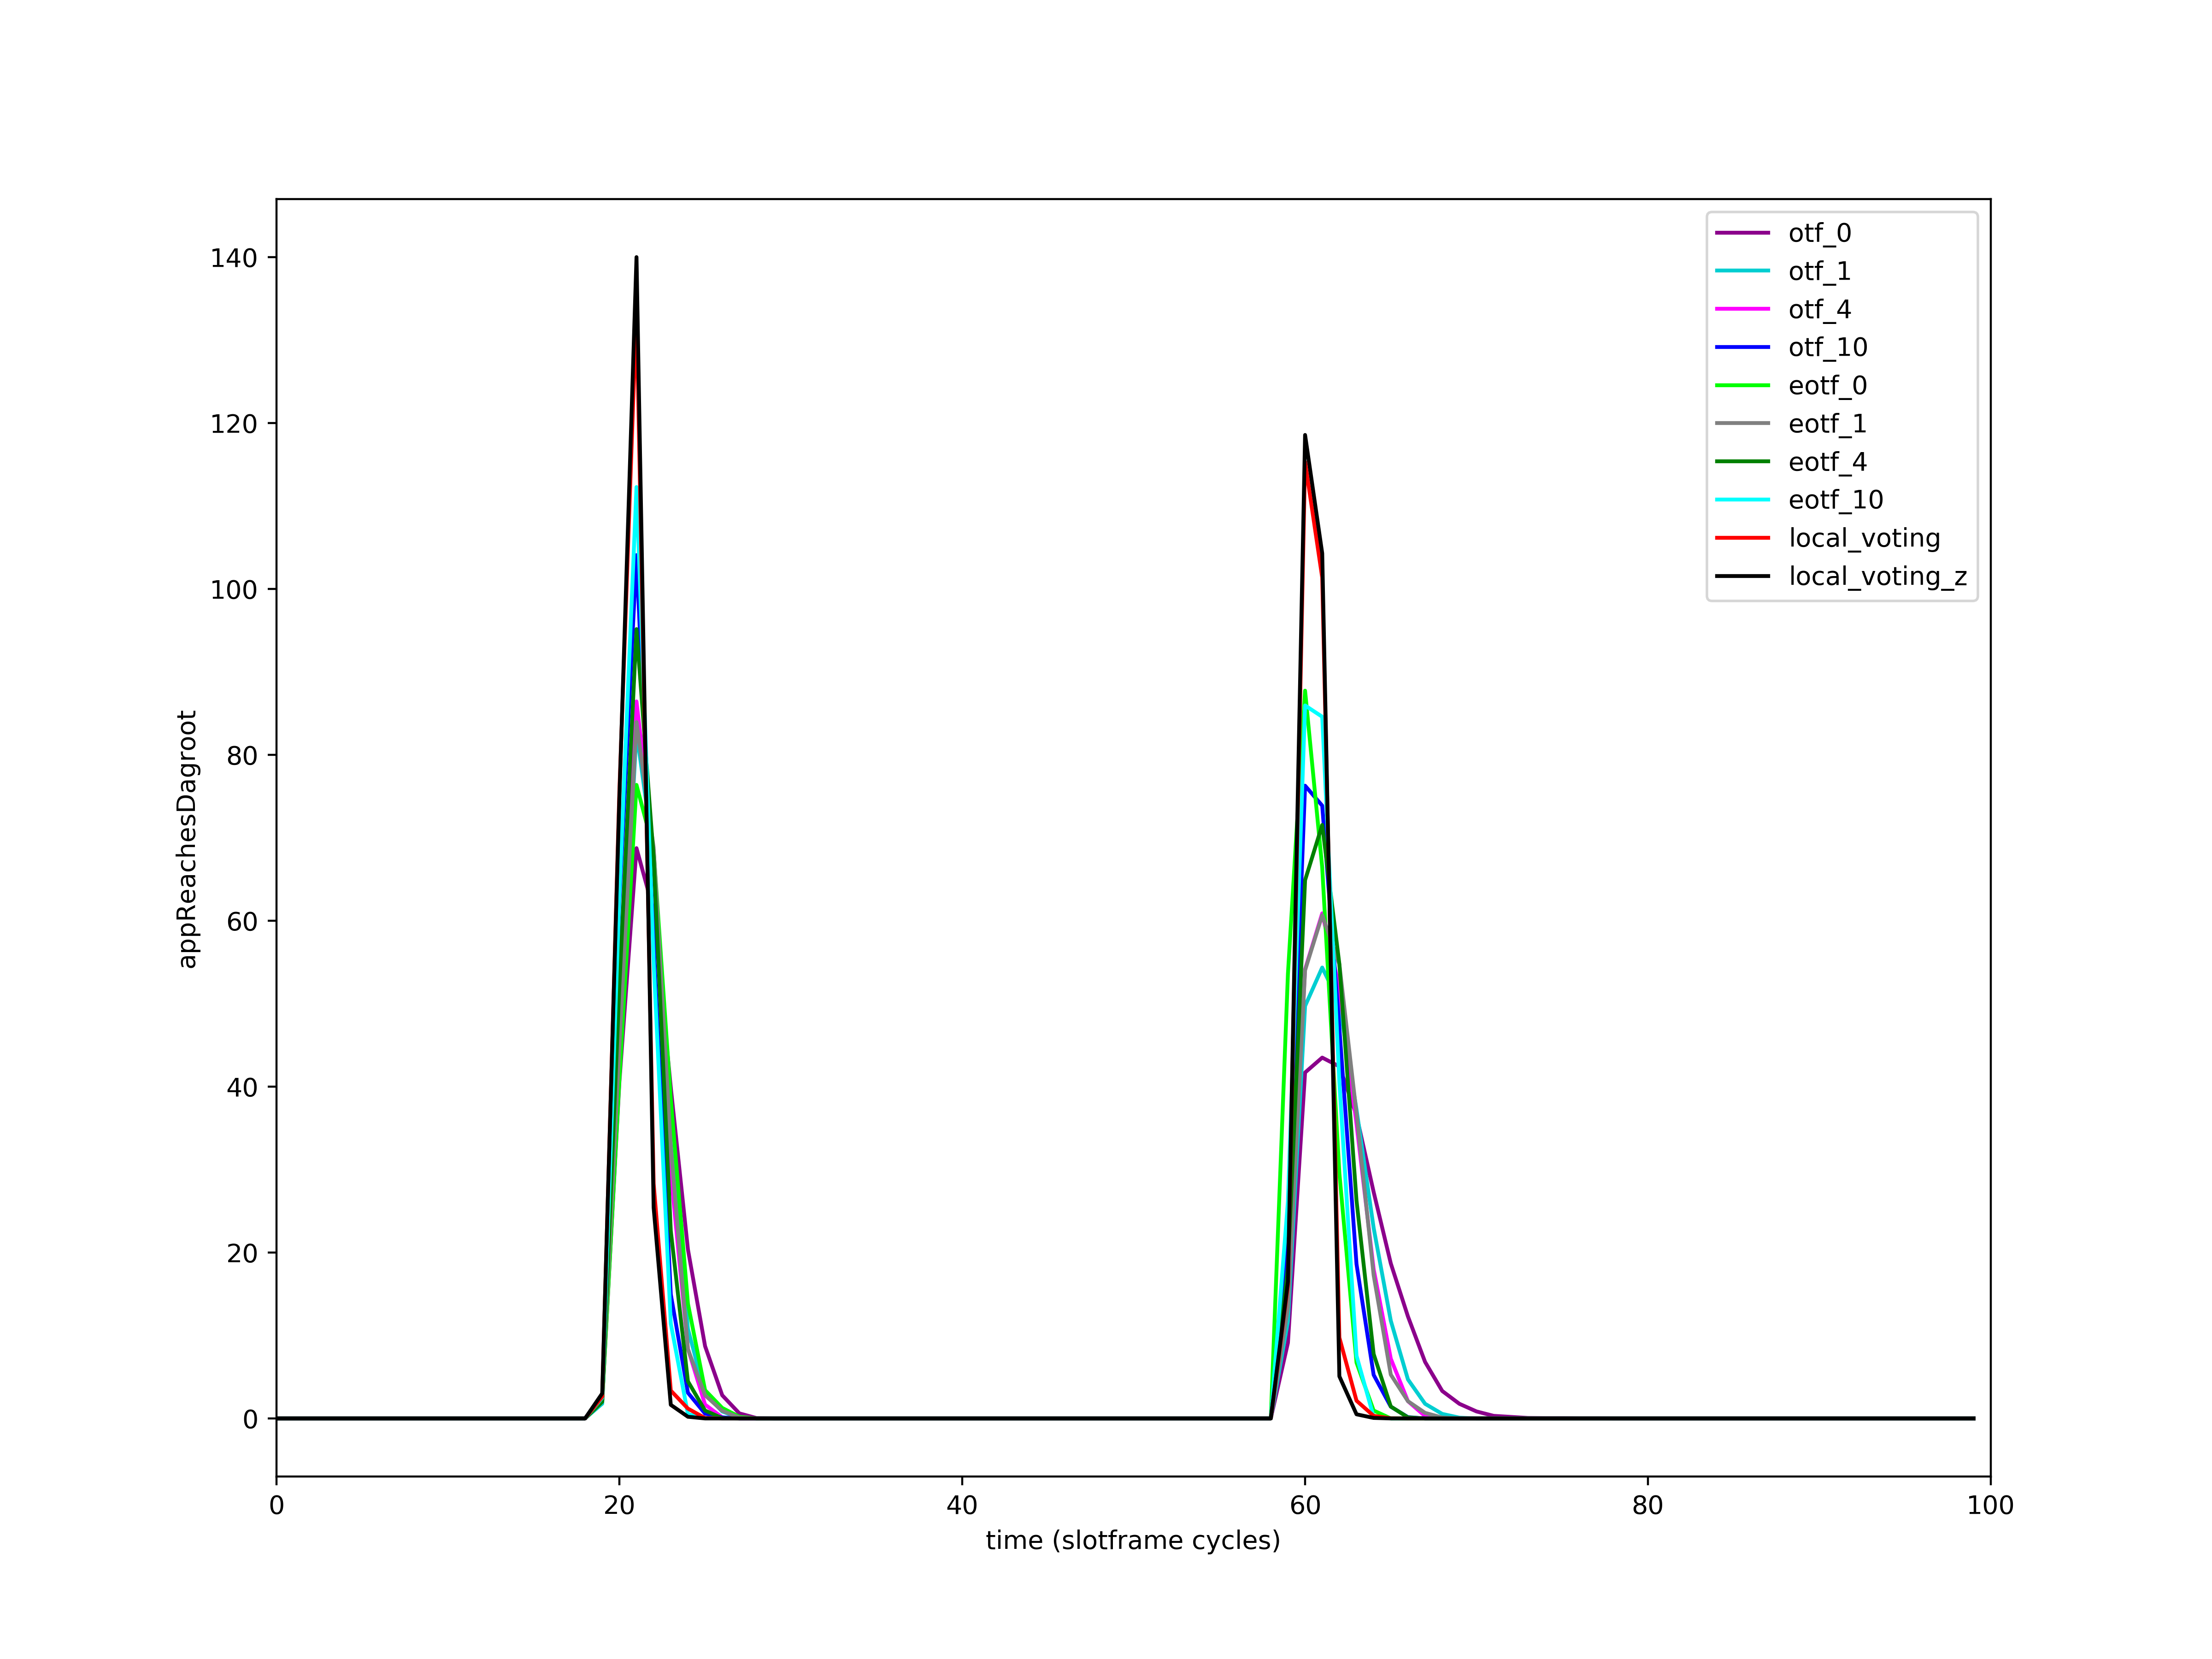 otf_0
otf_1
otf_4
otf_10
eotf_0
eotf_1
eotf_4
eotf_10
local_voting
local_voting_z
140
120
100
80
60
40
20
0
appReachesDagroot
0 20 40 60 80 100
time (slotframe cycles)